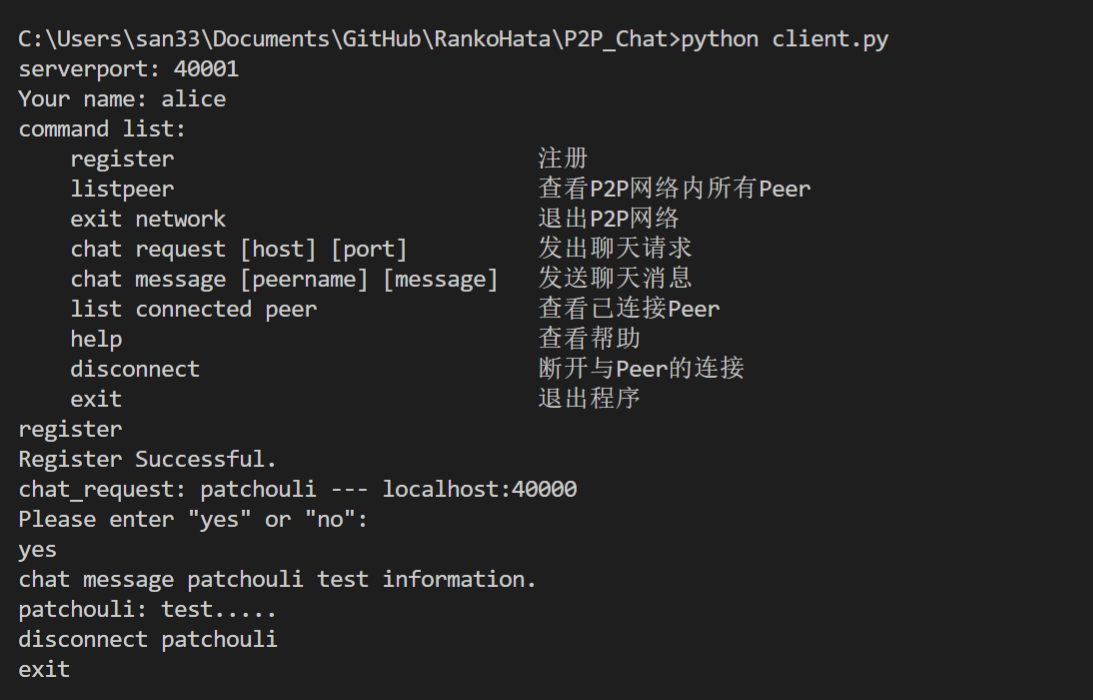 C:\Users\san33\Documents\GitHub\RankoHata\P2P_Chat>python client.py
serverport: 40001
Your name: alice
command list:
    register                            注册
    listpeer                            查看P2P网络内所有Peer
    exit network                        退出P2P网络
    chat request [host] [port]          发出聊天请求
    chat message [peername] [message]   发送聊天消息
    list connected peer                 查看已连接Peer
    help                                查看帮助
    disconnect                          断开与Peer的连接
    exit                                退出程序
register
Register Successful.
chat_request: patchouli --- localhost:40000
Please enter "yes" or "no":
yes
chat message patchouli test information.
patchouli: test.....
disconnect patchouli
exit